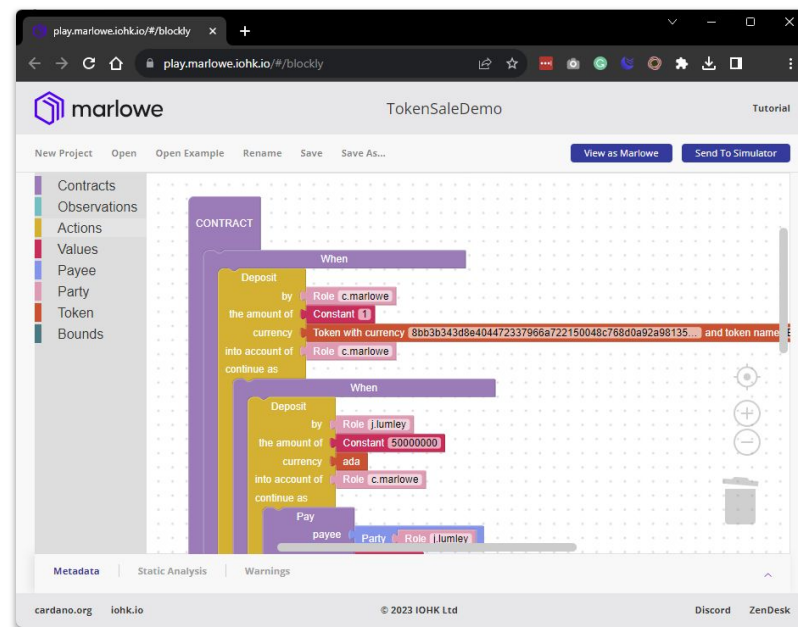 play.marlowe.iohk.io/#/blockly
play.marlowe.iohk.io/#/blockly
marlowe
TokenSaleDemo
Tutorial
New Project Open Open Example Rename Save Save As...
View as Marlowe Send To Simulator
Contracts
Observations
Actions
Values
Payee
Party
Token
Bounds
CONTRACT
When
Deposit
by Role c.marlowe
the amount of Constant 1
currency Token with currency 8bb3b343d8e404472337966a722150048c768d0a92a98135... and token name
into account of Role c.marlowe
continue as
When
Deposit
by Role j.lumley
the amount of Constant 50000000
currency ada
into account of Role c.marlowe
continue as
Pay
payee Party Role j.lumley
Metadata Static Analysis Warnings
cardano.org iohk.io © 2023 IOHK Ltd Discord ZenDesk